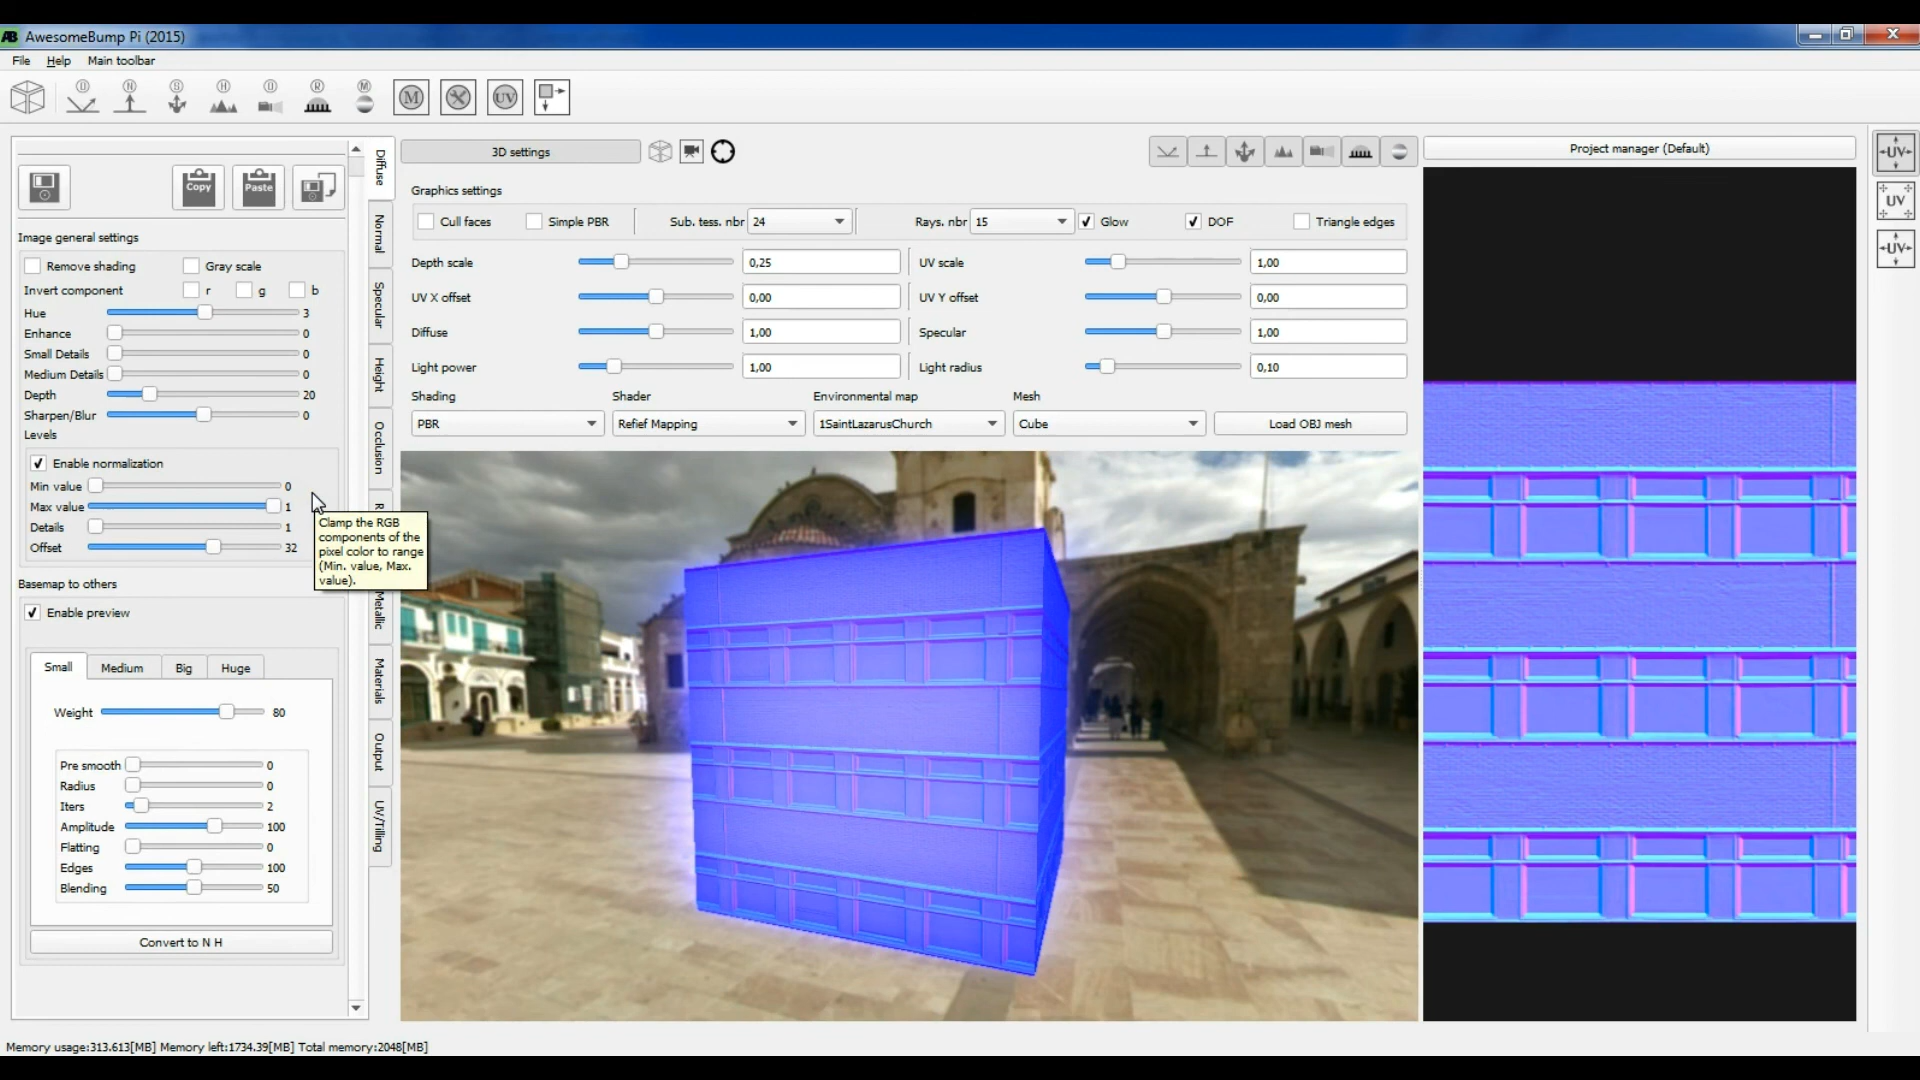 AB AwesomeBump Pi (2015)
File Help Main toolbar
D N S H O R M M UV
Copy Paste
Image general settings
Remove shading Gray scale
Invert component r g b
Hue 3
Enhance 0
Small Details 0
Medium Details 0
Depth 20
Sharpen/Blur 0
Levels
Enable normalization
Min value 0
Max value 1
Details 1
Offset 32
Clamp the RGB
components of the
pixel color to range
(Min. value, Max.
value).
Basemap to others
Enable preview
Small Medium Big Huge
Weight 80
Pre smooth 0
Radius 0
Iters 2
Amplitude 100
Flatting 0
Edges 100
Blending 50
Convert to N H
Diffuse
Normal
Specular
Height
Occlusion
R
Metallic
Materials
Output
UV/Tilling
3D settings
Graphics settings
Cull faces Simple PBR Sub. tess. nbr 24 Rays. nbr 15 Glow DOF Triangle edges
Depth scale 0,25 UV scale 1,00
UV X offset 0,00 UV Y offset 0,00
Diffuse 1,00 Specular 1,00
Light power 1,00 Light radius 0,10
Shading Shader Environmental map Mesh
PBR Refief Mapping 1SaintLazarusChurch Cube Load OBJ mesh
Project manager (Default)
UV
UV
UV
Memory usage:313.613[MB] Memory left:1734.39[MB] Total memory:2048[MB]